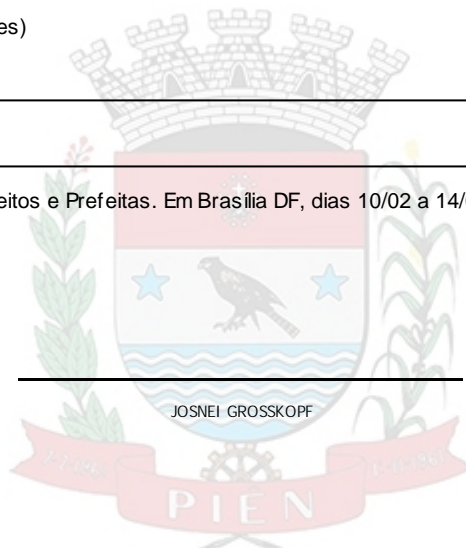 es)
eitos e Prefeitas. Em Brasília DF, dias 10/02 a 14/
JOSNEI GROSSKOPF
PIEN